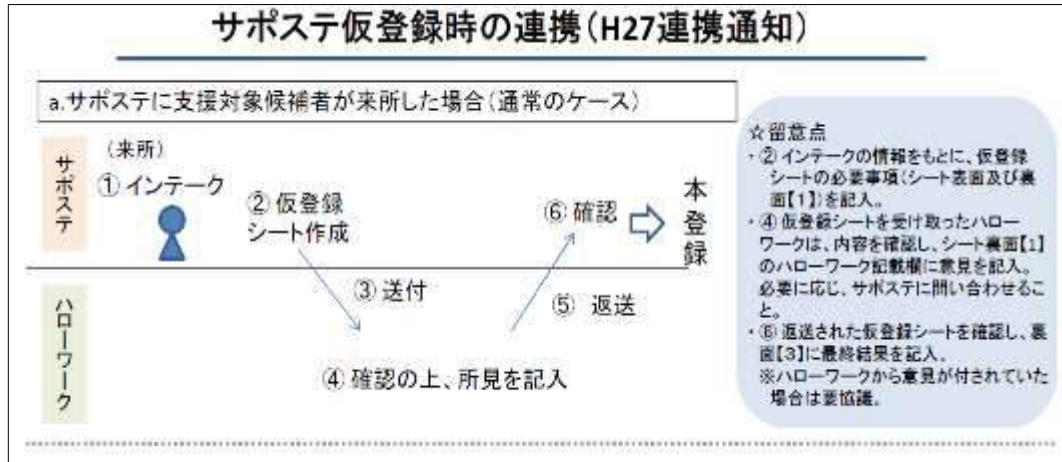 サポステ仮登録時の連携(H27連携通知)
a.サポステに支援対象候補者が来所した場合(通常のケース)
サポステ
(来所)
① インテーク
② 仮登録
シート作成
③ 送付
④ 確認の上、所見を記入
⑤ 返送
⑥ 確認
本登録
ハローワーク
☆留意点
・② インテークの情報をもとに、仮登録
シートの必要事項(シート表面及び裏
面【1】)を記入。
・④ 仮登録シートを受け取ったハロー
ワークは、内容を確認し、シート裏面【1】
のハローワーク記載欄に意見を記入。
必要に応じ、サポステに問い合わせるこ
と。
・⑥ 返送された仮登録シートを確認し、裏
面【3】に最終結果を記入。
※ハローワークから意見が付されていた
場合は要協議。